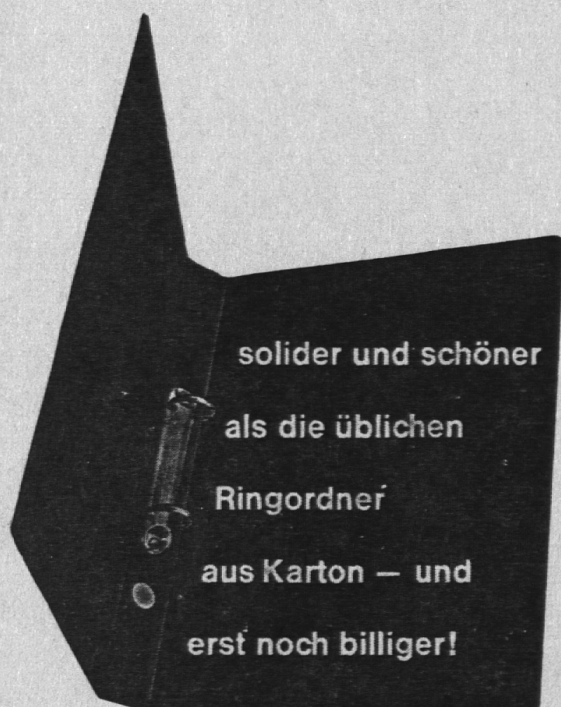 solider und schöner
als die üblichen
Ringordner
aus Karton — und
erst noch billiger!